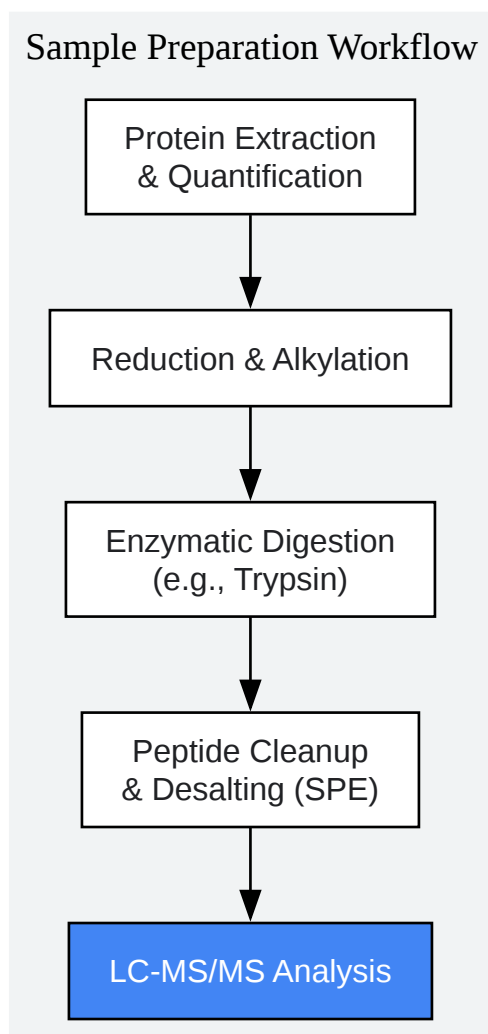 Sample Preparation Workflow
Protein Extraction
& Quantification
Reduction & Alkylation
Enzymatic Digestion
(e.g., Trypsin)
Peptide Cleanup
& Desalting (SPE)
LC-MS/MS Analysis